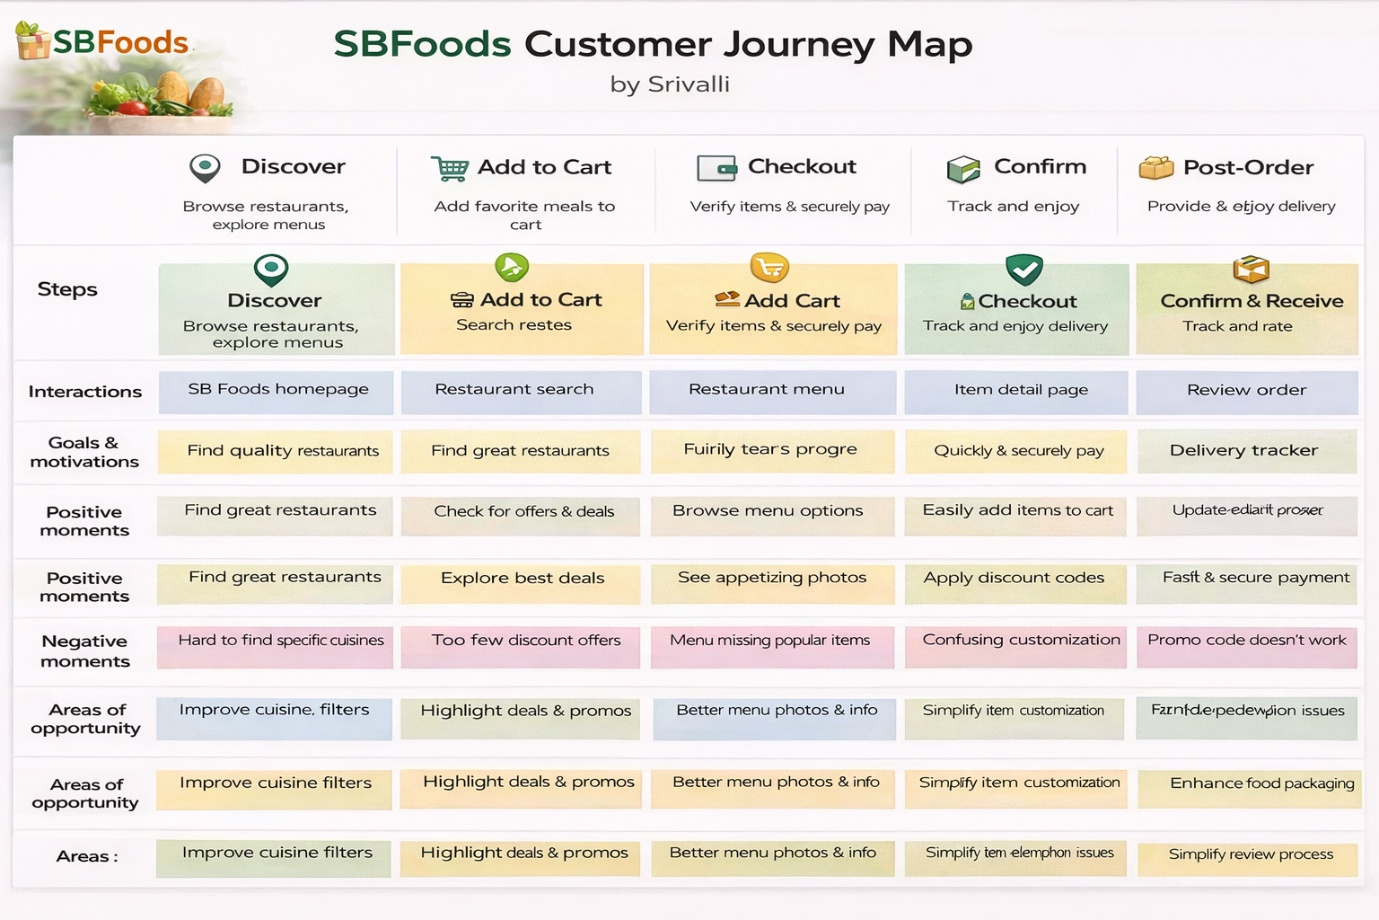 SBFoods
SBFoods Customer Journey Map
by Srivalli
Discover
Add to Cart
Checkout
Confirm
Post-Order
Browse restaurants,
explore menus
Add favorite meals to
cart
Verify items & securely pay
Track and enjoy
Provide & delivery
Steps
Discover
Browse restaurants,
explore menus
Add to Cart
Search restes
Add Cart
Verify items & securely pay
Checkout
Track and enjoy delivery
Confirm & Receive
Track and rate
Interactions
SB Foods homepage
Restaurant search
Restaurant menu
Item detail page
Review order
Goals &
motivations
Find quality restaurants
Find great restaurants
Fuirily tear's progre
Quickly & securely pay
Delivery tracker
Positive
moments
Find great restaurants
Check for offers & deals
Browse menu options
Easily add items to cart
Positive
moments
Find great restaurants
Explore best deals
See appetizing photos
Apply discount codes
Fast & secure payment
Negative
moments
Hard to find specific cuisines
Too few discount offers
Menu missing popular items
Confusing customization
Promo code doesn't work
Areas of
opportunity
Improve cuisine. filters
Highlight deals & promos
Better menu photos & info
Simplify item customization
issues
Areas of
opportunity
Improve cuisine filters
Highlight deals & promos
Better menu photos & info
Simplify item customization
Enhance food packaging
Areas :
Improve cuisine filters
Highlight deals & promos
Better menu photos & info
Simplify issues
Simplify review process